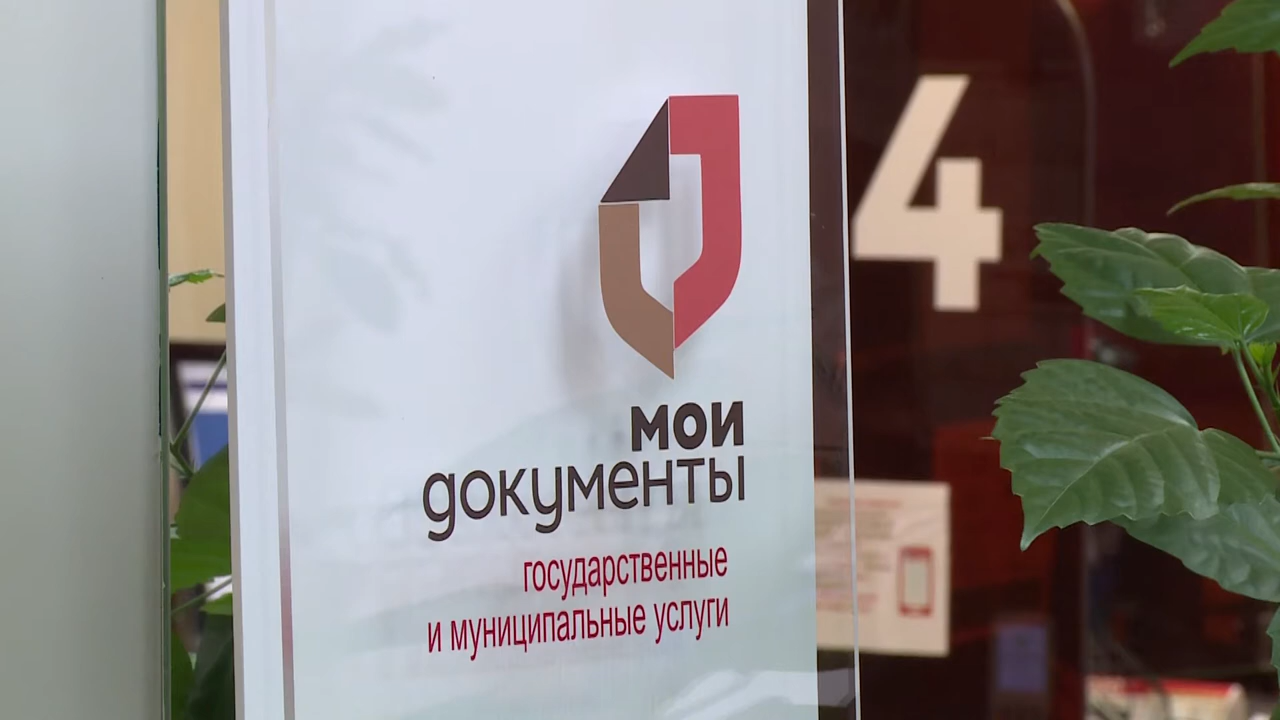 мои
документы
государственные
и муниципальные услуги
4